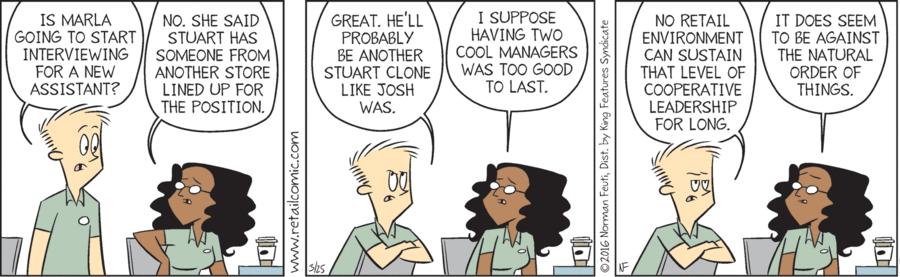 IS MARLA
GOING TO START
INTERVIEWING
FOR A NEW
ASSISTANT?
NO. SHE SAID
STUART HAS
SOMEONE FROM
ANOTHER STORE
LINED UP FOR
THE POSITION.
www.retailcomic.com
GREAT. HE'LL
PROBABLY
BE ANOTHER
STUART CLONE
LIKE JOSH
WAS.
I SUPPOSE
HAVING TWO
COOL MANAGERS
WAS TOO GOOD
TO LAST.
3/25
©2016 Norman Feuti, Dist. by King Features Syndicate
NO RETAIL
ENVIRONMENT
CAN SUSTAIN
THAT LEVEL OF
COOPERATIVE
LEADERSHIP
FOR LONG.
IT DOES SEEM
TO BE AGAINST
THE NATURAL
ORDER OF
THINGS.
NF